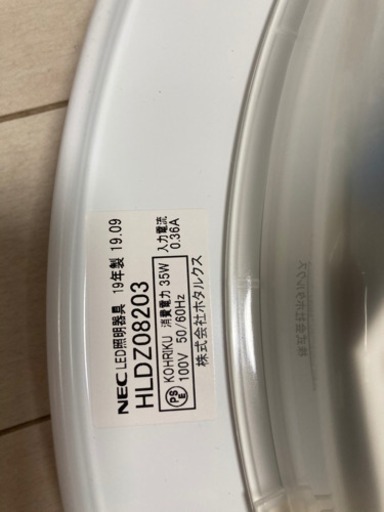 NEC LED照明器具 19年製 19.09
HLDZ08203
KOHRIKU 消費電力 35W 入力電流
100V 50/60Hz 0.36A
PS
E
株式会社ホタルクス